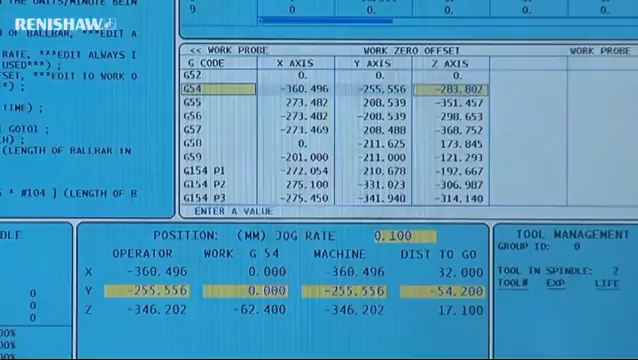 RENISHAW
OF BALLBAR, ***EDIT A
RATE, ***EDIT ALWAYS I
USED***) ;
FSET, ***EDIT TO WORK O
*) ;
TIME) ;
GOTO1 ;
(LENGTH OF BALLBAR IN
* #104 ] (LENGTH OF B
9 0. 0. 0.
<< WORK PROBE WORK ZERO OFFSET WORK PROBE
G CODE X AXIS Y AXIS Z AXIS
G52 0. 0. 0.
G54 -360.496 -255.556 -283.802
G55 273.482 208.539 -351.457
G56 -273.482 -208.539 -298.653
G57 -273.469 208.488 -368.752
G58 0. -211.625 173.845
G59 -201.000 -211.000 -121.293
G154 P1 -272.054 210.678 -192.667
G154 P2 275.100 -331.023 -306.987
G154 P3 -275.450 -341.940 -314.140
ENTER A VALUE
POSITION: (MM) JOG RATE 0.100
OPERATOR WORK G 54 MACHINE DIST TO GO
X -360.496 0.000 -360.496 32.000
Y -255.556 0.000 -255.556 -54.200
Z -346.202 -62.400 -346.202 17.100
TOOL MANAGEMENT
GROUP ID: 0
TOOL IN SPINDLE: 2
TOOL# EXP LIFE
NDLE
0
0
0
00%
00%